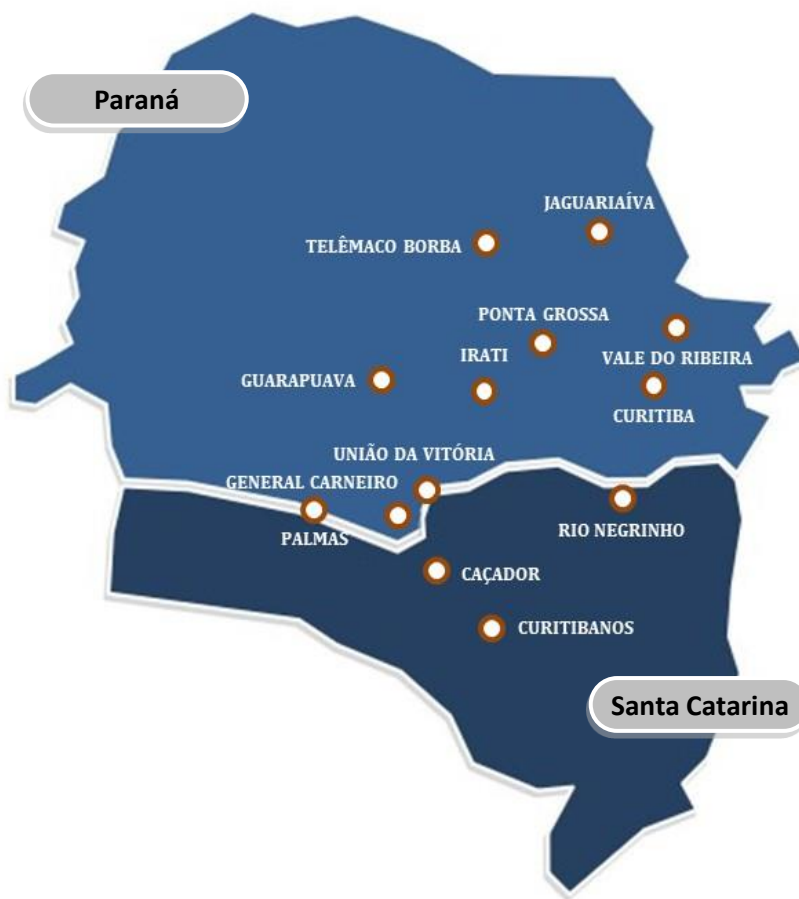 Paraná
JAGUARIAÍVA
TELÊMACO BORBA
PONTA GROSSA
IRATI
VALE DO RIBEIRA
GUARAPUAVA
CURITIBA
UNIÃO DA VITÓRIA
GENERAL CARNEIRO
PALMAS
RIO NEGRINHO
CAÇADOR
CURITIBANOS
Santa Catarina